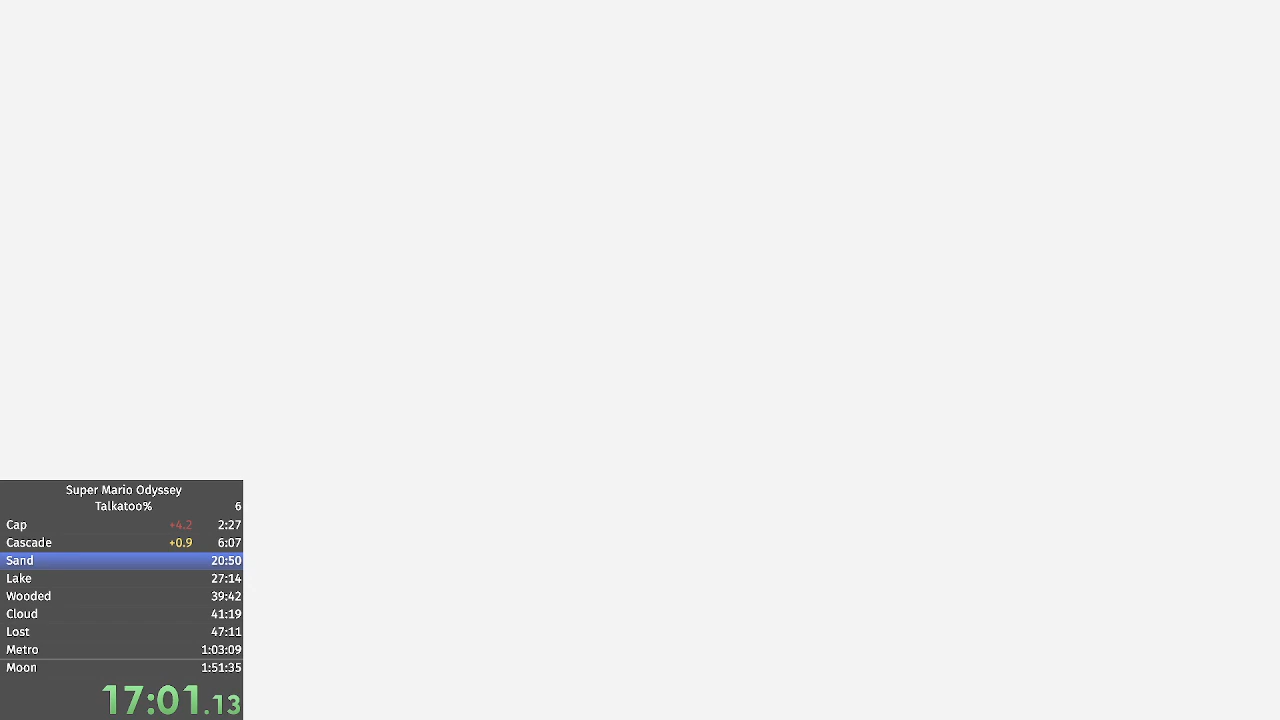 Super Mario Odyssey
Talkatoo% 6
Cap +4.2 2:27
Cascade +0.9 6:07
Sand 20:50
Lake 27:14
Wooded 39:42
Cloud 41:19
Lost 47:11
Metro 1:03:09
Moon 1:51:35
17:01.13